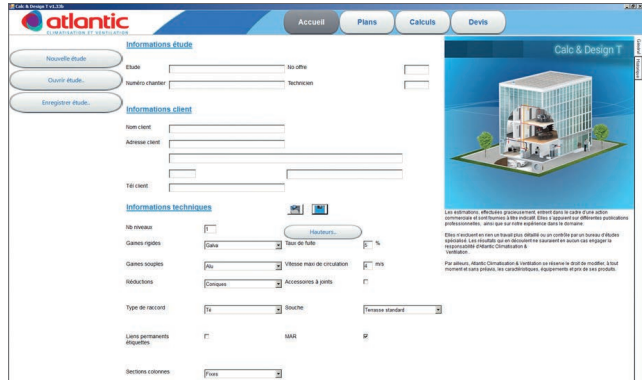 Calc & Design T v1.13b
atlantic
CLIMATISATION ET VENTILATION
Accueil
Plans
Calculs
Devis
Nouvelle étude
Ouvrir étude..
Enregistrer étude..
Informations étude
Etude
No offre
Numéro chantier
Technicien
Informations client
Nom client
Adresse client
Tél client
Informations techniques
Nb niveaux
1
Hauteurs..
Gaines rigides
Galva
Taux de fuite
5 %
Gaines souples
Alu
Vitesse maxi de circulation
4 m/s
Réductions
Coniques
Accessoires à joints
Type de raccord
Té
Souche
Terrasse standard
Liens permanents
étiquettes
MAR
Sections colonnes
Fixes
Calc & Design T
Les estimations, effectuées gracieusement, entrent dans le cadre d'une action
commerciale et sont fournies à titre indicatif. Elles s'appuient sur différentes publications
professionnelles, ainsi que sur notre expérience dans le domaine.
Elles n'excluent en rien un travail plus détaillé ou un contrôle par un bureau d'études
spécialisé. Les résultats qui en découlent ne sauraient en aucun cas engager la
responsabilité d'Atlantic Climatisation &
Ventilation.
Par ailleurs, Atlantic Climatisation & Ventilation se réserve le droit de modifier, à tout
moment et sans préavis, les caractéristiques, équipements et prix de ses produits.
Général
Historique